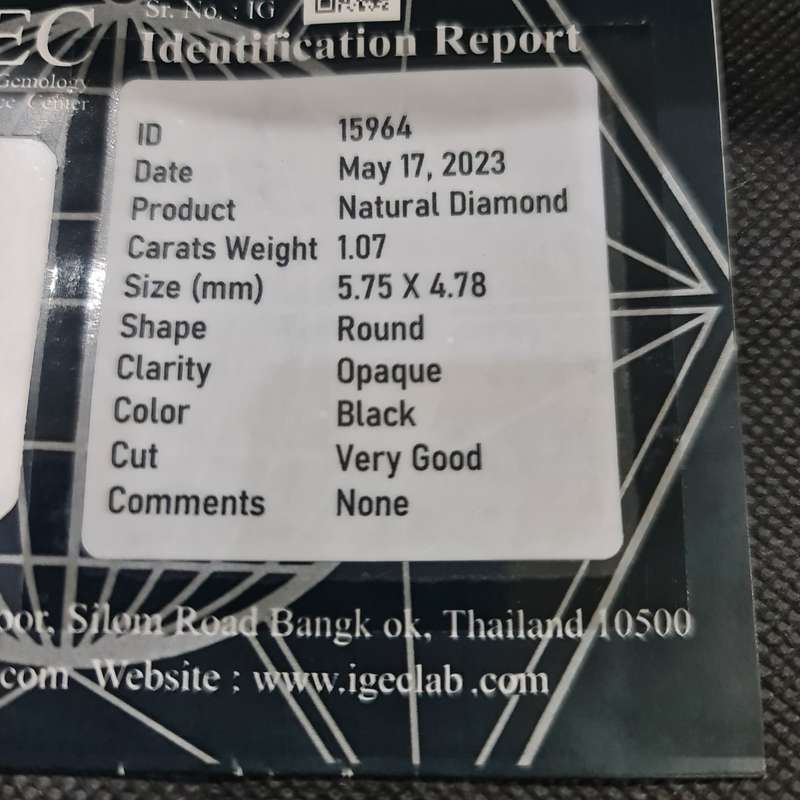 Sr. No. : IG
EC
Identification Report
Gemology
Center
ID 15964
Date May 17, 2023
Product Natural Diamond
Carats Weight 1.07
Size (mm) 5.75 X 4.78
Shape Round
Clarity Opaque
Color Black
Cut Very Good
Comments None
oor, Silom Road Bangk ok, Thailand 10500
.com Website : www.igeclab .com